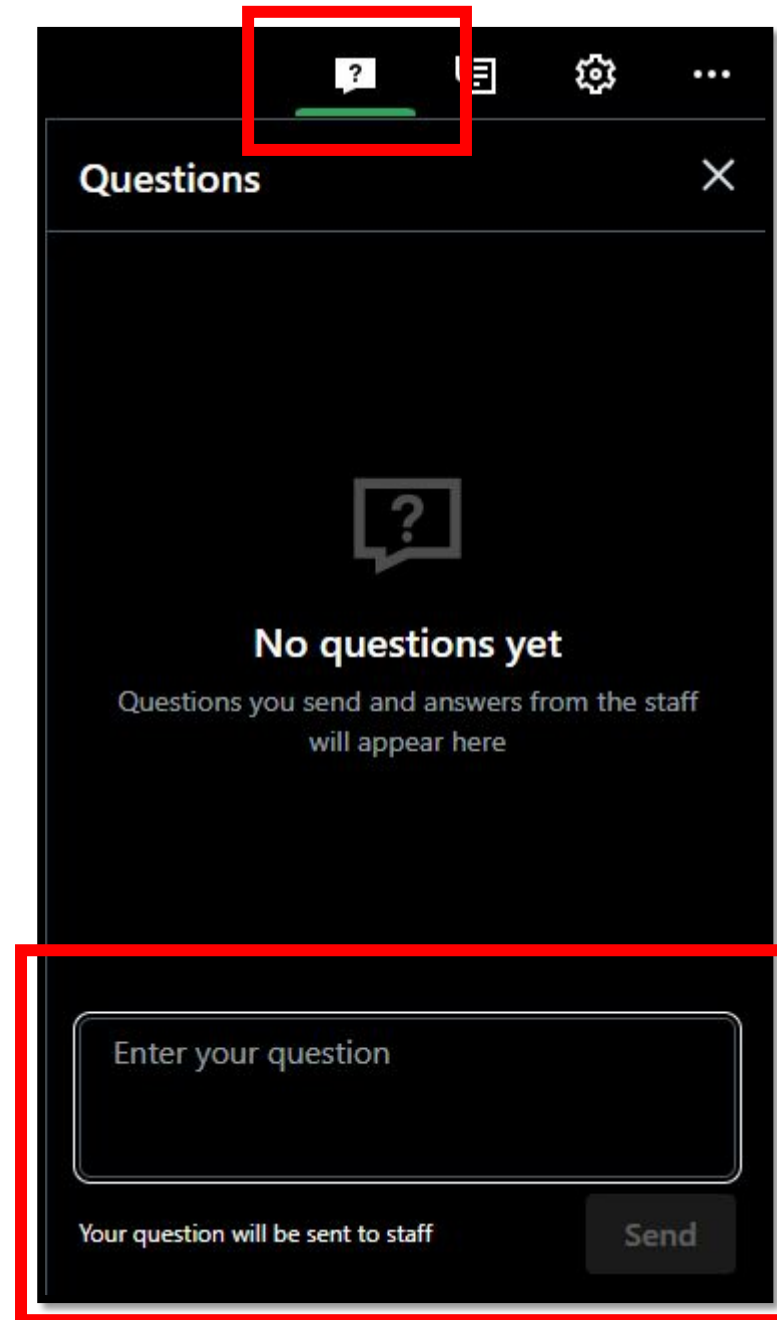 Questions
No questions yet
Questions you send and answers from the staff
will appear here
Enter your question
Your question will be sent to staff
Send